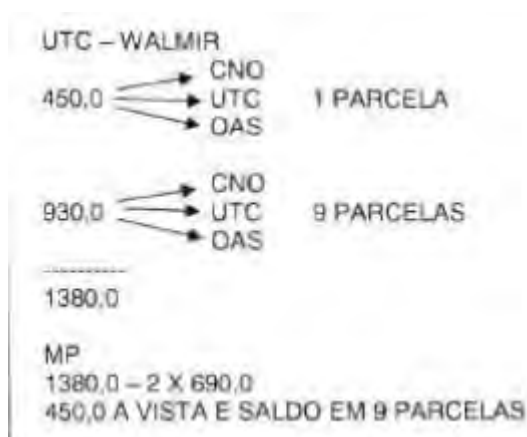 UTC – WALMIR
CNO
450,0 UTC 1 PARCELA
OAS
CNO
930,0 UTC 9 PARCELAS
OAS
----------
1380,0
MP
1380,0 – 2 X 690,0
450,0 A VISTA E SALDO EM 9 PARCELAS